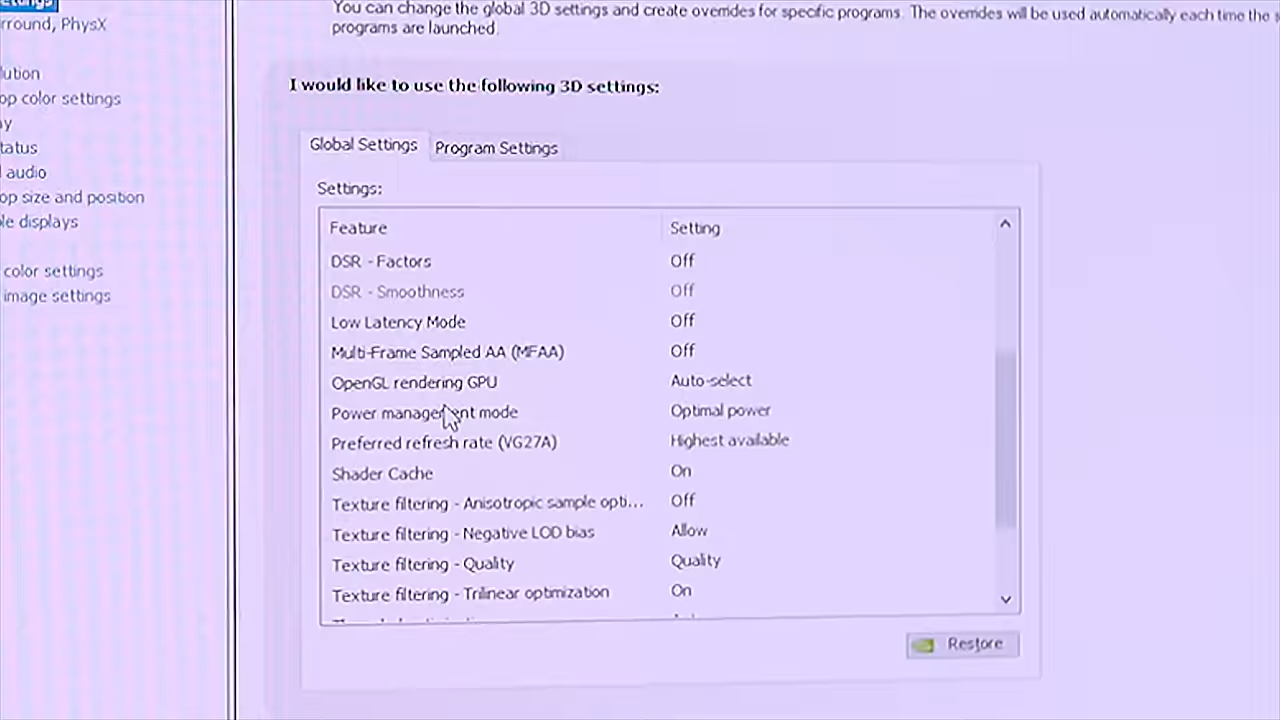 You can change the global 3D settings and create overrides for specific programs. The overrides will be used automatically each time the
programs are launched.
rround, PhysX
I would like to use the following 3D settings:
lution
op color settings
y
tatus
audio
op size and position
le displays
color settings
image settings
Global Settings
Program Settings
Settings:
Feature Setting
DSR - Factors Off
DSR - Smoothness Off
Low Latency Mode Off
Multi-Frame Sampled AA (MFAA) Off
OpenGL rendering GPU Auto-select
Power management mode Optimal power
Preferred refresh rate (VG27A) Highest available
Shader Cache On
Texture filtering - Anisotropic sample opti... Off
Texture filtering - Negative LOD bias Allow
Texture filtering - Quality Quality
Texture filtering - Trilinear optimization On
Restore